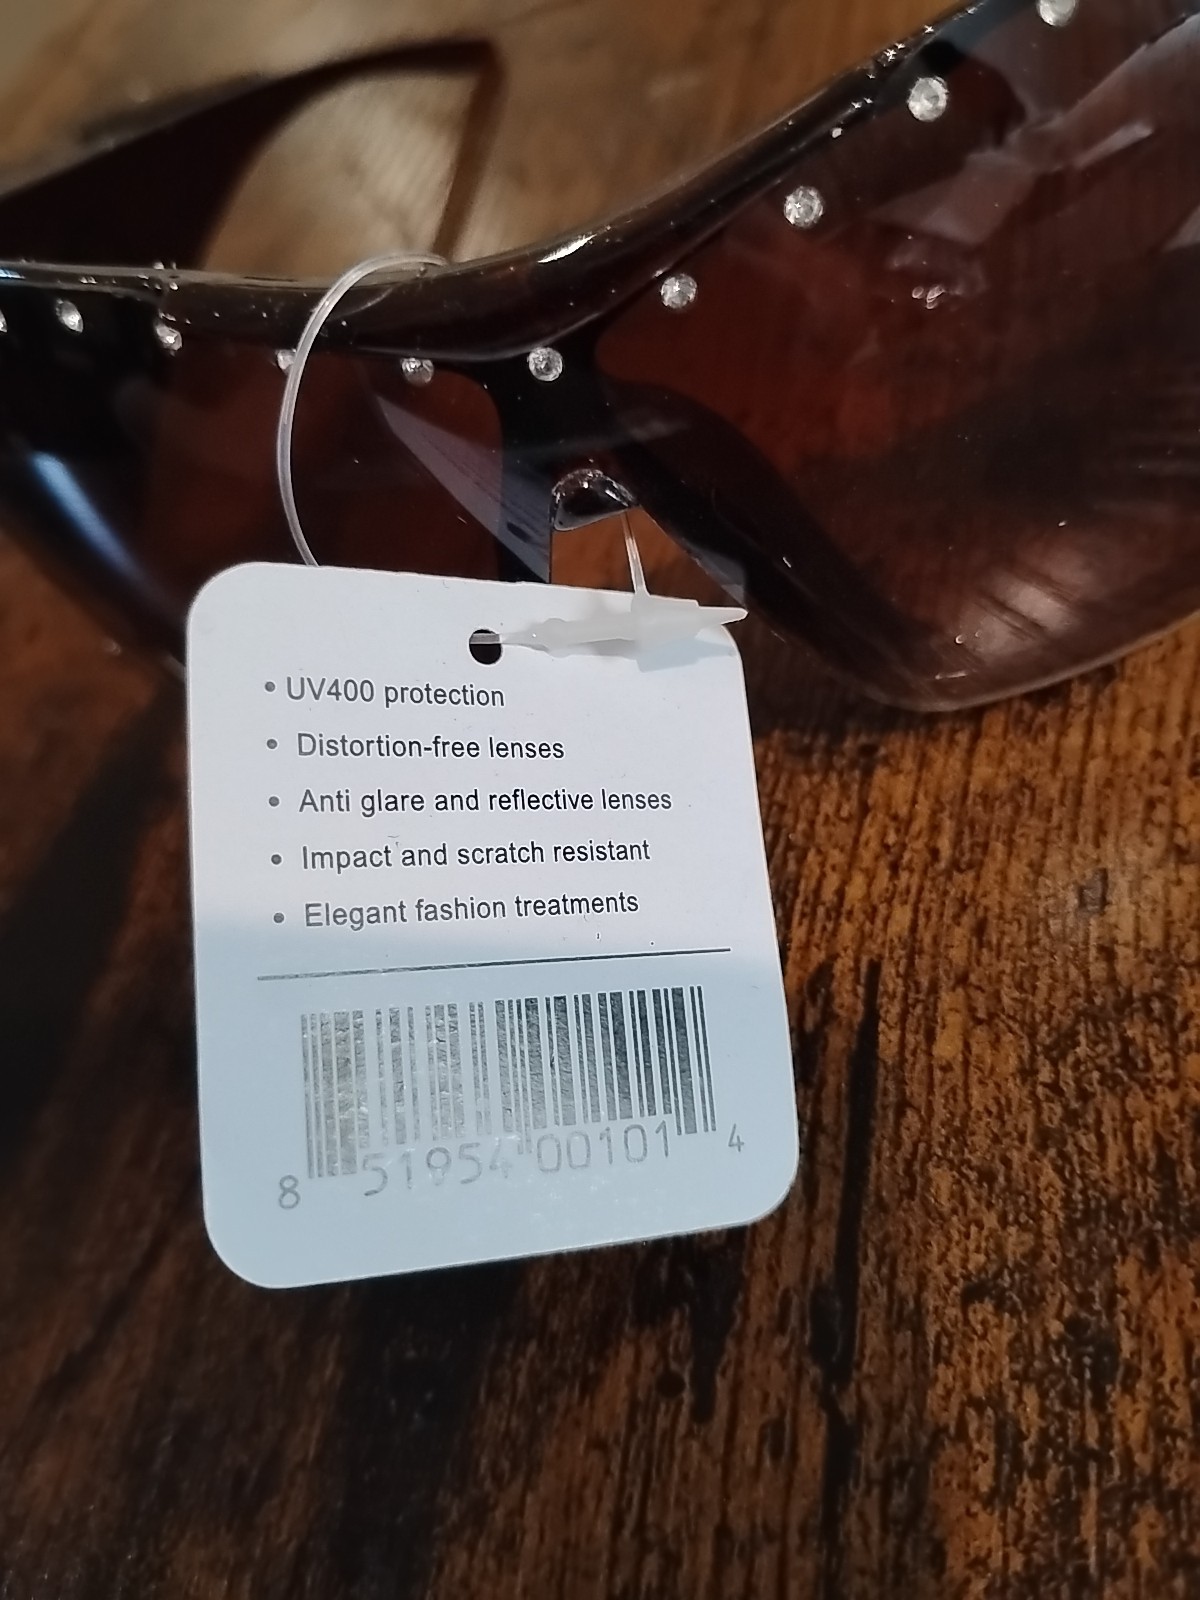 • UV400 protection
• Distortion-free lenses
• Anti glare and reflective lenses
• Impact and scratch resistant
• Elegant fashion treatments
8 51954 00101 4